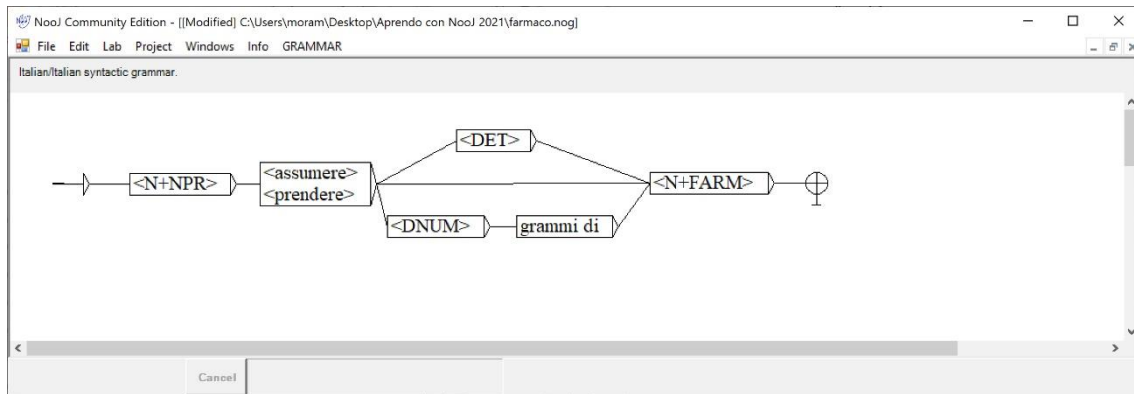 NooJ Community Edition - [[Modified] C:\Users\moram\Desktop\Aprendo con NooJ 2021\farmaco.nog]
File Edit Lab Project Windows Info GRAMMAR
Italian/Italian syntactic grammar.
<DET>
<N+NPR>
<assumere>
<prendere>
<N+FARM>
<DNUM>
grammi di
Cancel